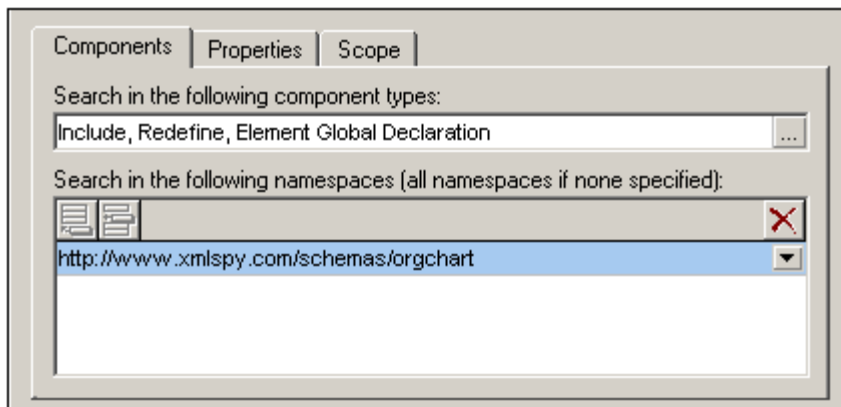 Components Properties Scope
Search in the following component types:
Include, Redefine, Element Global Declaration ...
Search in the following namespaces (all namespaces if none specified):
http://www.xmlspy.com/schemas/orgchart